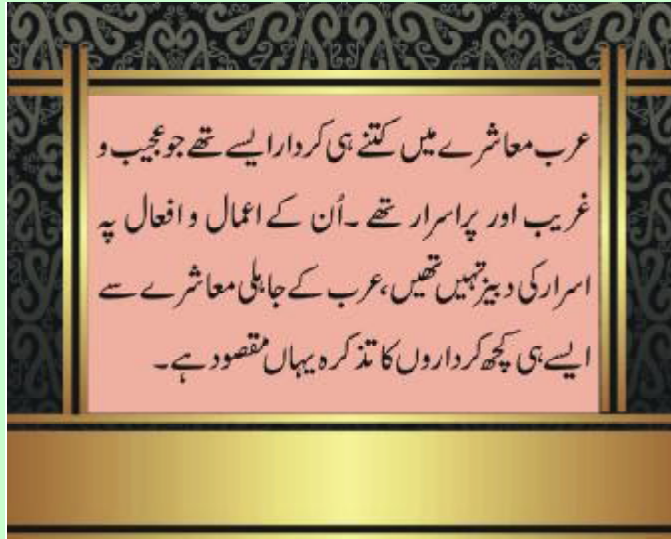 عرب معاشرے میں کتنے ہی کردار ایسے تھے جو عجیب و
غریب اور پراسرار تھے ۔ اُن کے اعمال و افعال پہ
اسرار کی دبیز تہیں تھیں، عرب کے جاہلی معاشرے سے
ایسے ہی کچھ کرداروں کا تذکرہ یہاں مقصود ہے۔